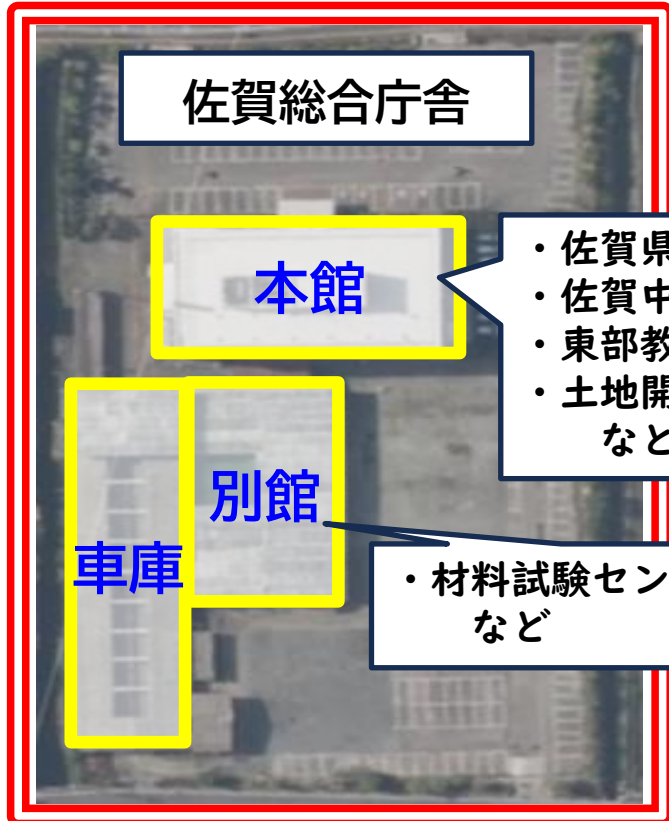 佐賀総合庁舎
本館
・佐賀県
・佐賀中
・東部教
・土地開
など
別館
車庫
・材料試験セン
など